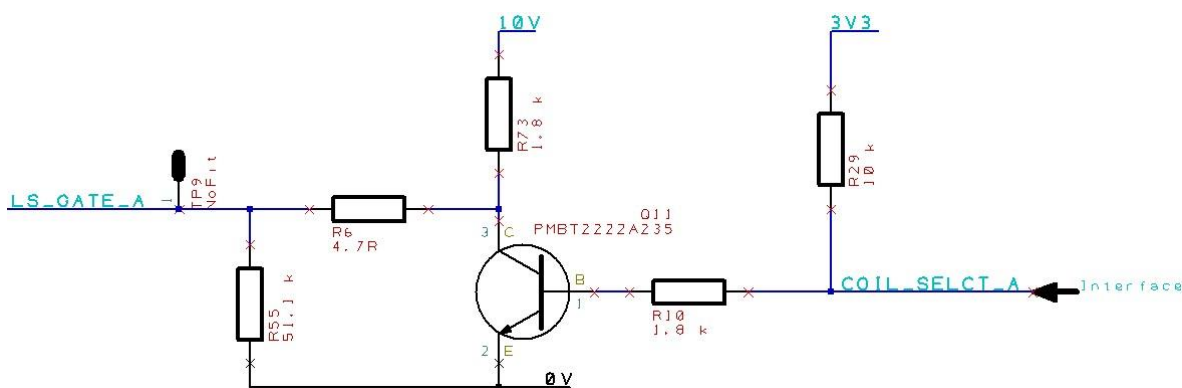 10V
3V3
R73
1.8 k
R29
10 k
TP9
NoFit
1
LS_GATE_A
R6
4.7R
3 C
Q11
PMBT2222A235
B
1
COIL_SELCT_A
Interface
R10
1.8 k
R55
51.1 k
2 E
0V